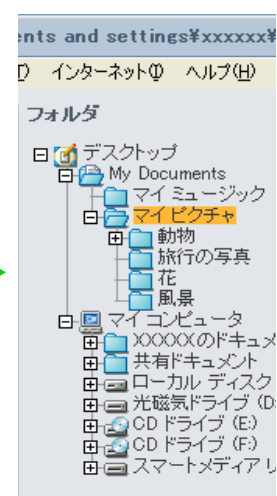 ents and settings¥xxxxxx¥
インターネット(I) ヘルプ(H)
フォルダ
デスクトップ
My Documents
マイ ミュージック
マイ ピクチャ
動物
旅行の写真
花
風景
マイ コンピュータ
XXXXXのドキュメ
共有ドキュメント
ローカル ディスク
光磁気ドライブ (D:
CD ドライブ (E:)
CD ドライブ (F:)
スマートメディア リ